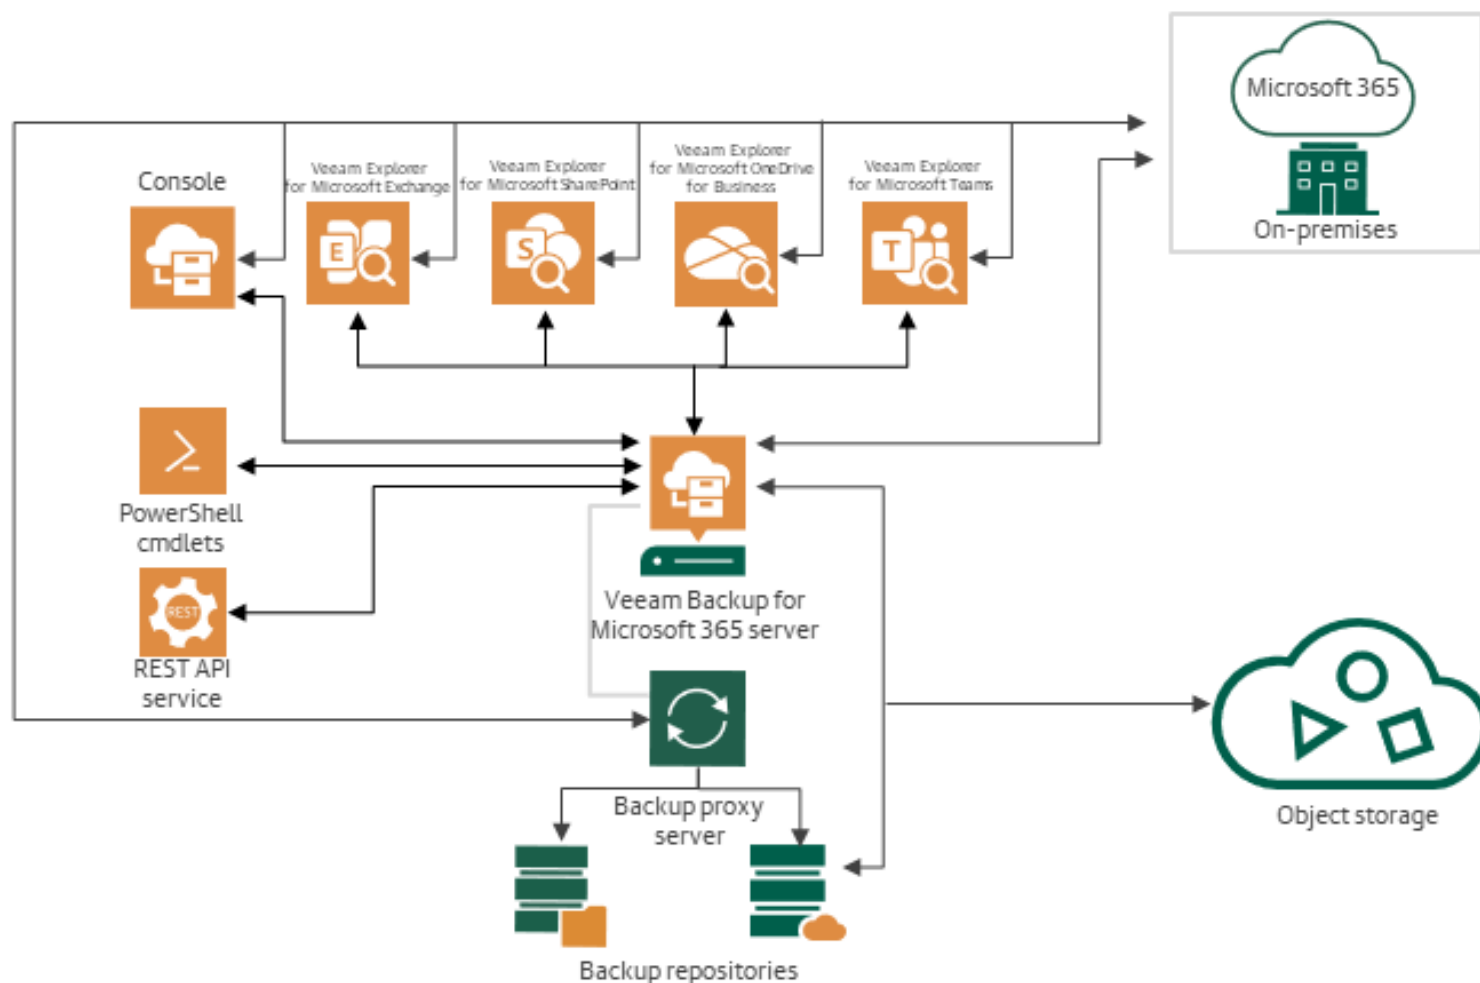 Microsoft 365
On-premises
Console
Veeam Explorer
for Microsoft Exchange
Veeam Explorer
for Microsoft SharePoint
Veeam Explorer
for Microsoft OneDrive
for Business
Veeam Explorer
for Microsoft Teams
E
S
T
PowerShell
cmdlets
REST
REST API
service
Veeam Backup for
Microsoft 365 server
Backup proxy
server
Object storage
Backup repositories